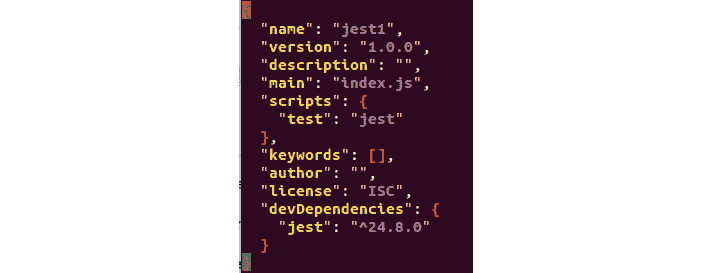 {
  "name": "jest1",
  "version": "1.0.0",
  "description": "",
  "main": "index.js",
  "scripts": {
    "test": "jest"
  },
  "keywords": [],
  "author": "",
  "license": "ISC",
  "devDependencies": {
    "jest": "^24.8.0"
  }
}